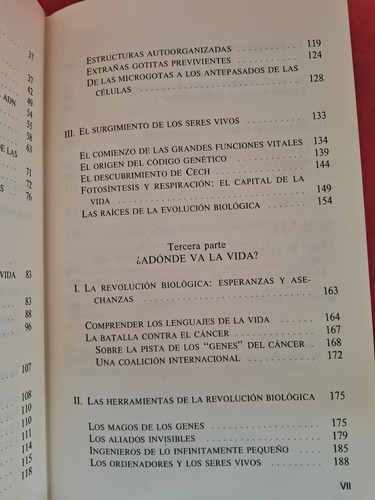 37
37
ADN 42
49
54
55
58
DE LAS 63
71
72
76
VIDA 83
83
88
96
107
108
110
110
111
114
115
118
ESTRUCTURAS AUTOORGANIZADAS 119
EXTRAÑAS GOTITAS PREVIVIENTES 124
DE LAS MICROGOTAS A LOS ANTEPASADOS DE LAS
CÉLULAS 128
III. EL SURGIMIENTO DE LOS SERES VIVOS 133
EL COMIENZO DE LAS GRANDES FUNCIONES VITALES 134
EL ORIGEN DEL CÓDIGO GENÉTICO 139
EL DESCUBRIMIENTO DE CECH 144
FOTOSÍNTESIS Y RESPIRACIÓN: EL CAPITAL DE LA
VIDA 149
LAS RAÍCES DE LA EVOLUCIÓN BIOLÓGICA 154
Tercera parte
¿ADÓNDE VA LA VIDA?
I. LA REVOLUCIÓN BIOLÓGICA: ESPERANZAS Y ASE-
CHANZAS 163
COMPRENDER LOS LENGUAJES DE LA VIDA 164
LA BATALLA CONTRA EL CÁNCER 167
SOBRE LA PISTA DE LOS "GENES" DEL CÁNCER 168
UNA COALICIÓN INTERNACIONAL 172
II. LAS HERRAMIENTAS DE LA REVOLUCIÓN BIOLÓGICA 175
LOS MAGOS DE LOS GENES 175
LOS ALIADOS INVISIBLES 179
INGENIEROS DE LO INFINITAMENTE PEQUEÑO 185
LOS ORDENADORES Y LOS SERES VIVOS 188
VII